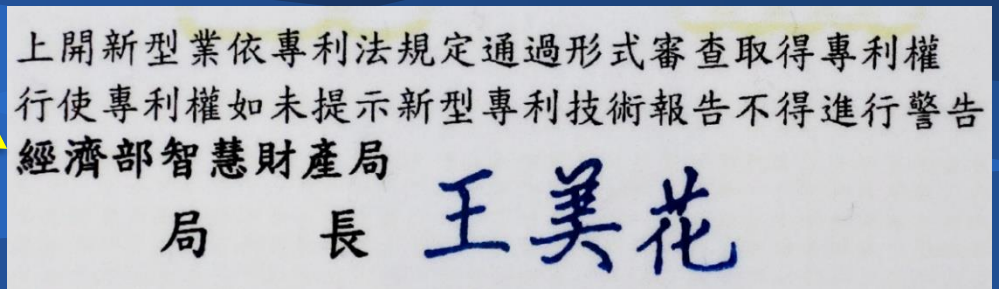 上開新型業依專利法規定通過形式審查取得專利權
行使專利權如未提示新型專利技術報告不得進行警告
經濟部智慧財產局
局 長 王美花